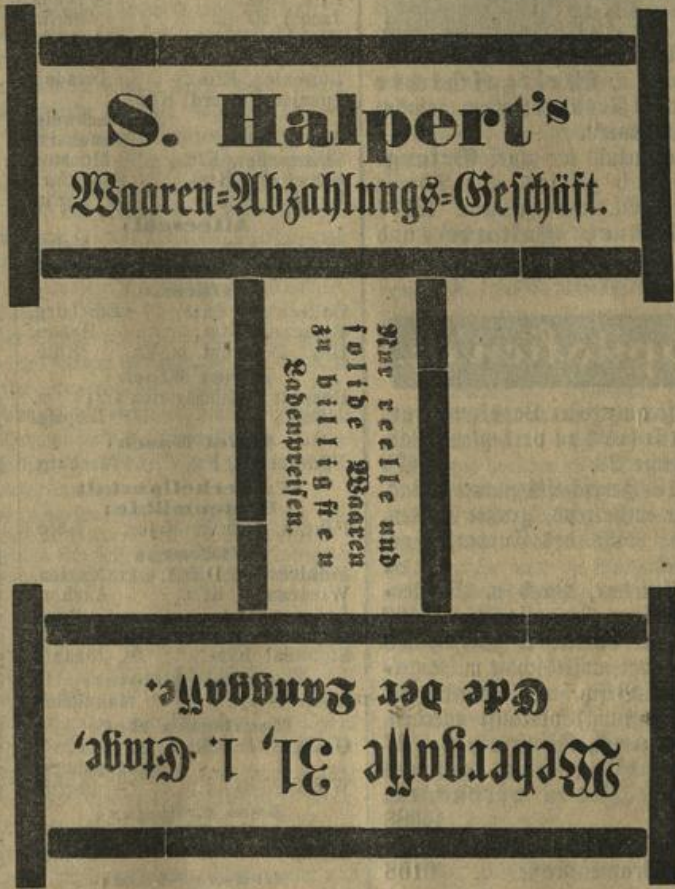 S. Halpert's
Waaren-Abzahlungs-Geschäft.
Nur reelle und
solide Waaren
zu billigsten
Ladenpreisen.
Webergasse 31, 1. Etage,
Ecke der Langgasse.